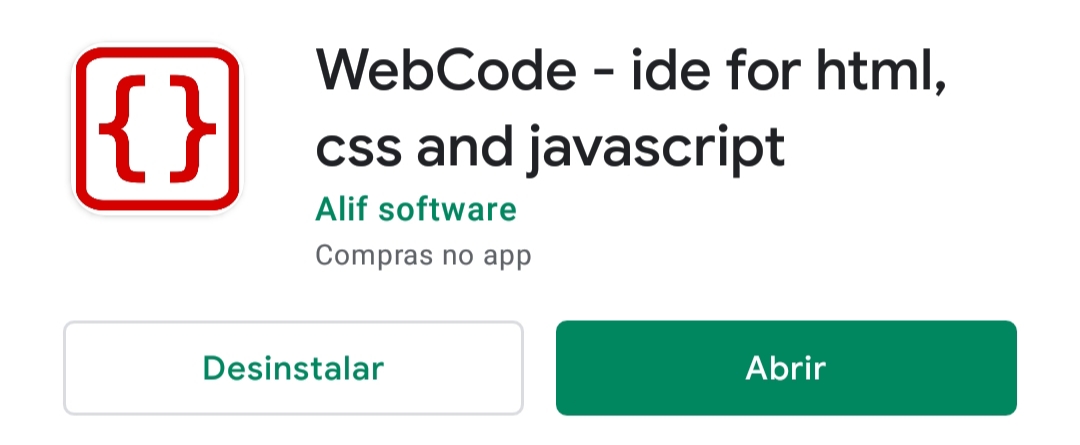 { }
WebCode - ide for html,
css and javascript
Alif software
Compras no app
Desinstalar
Abrir